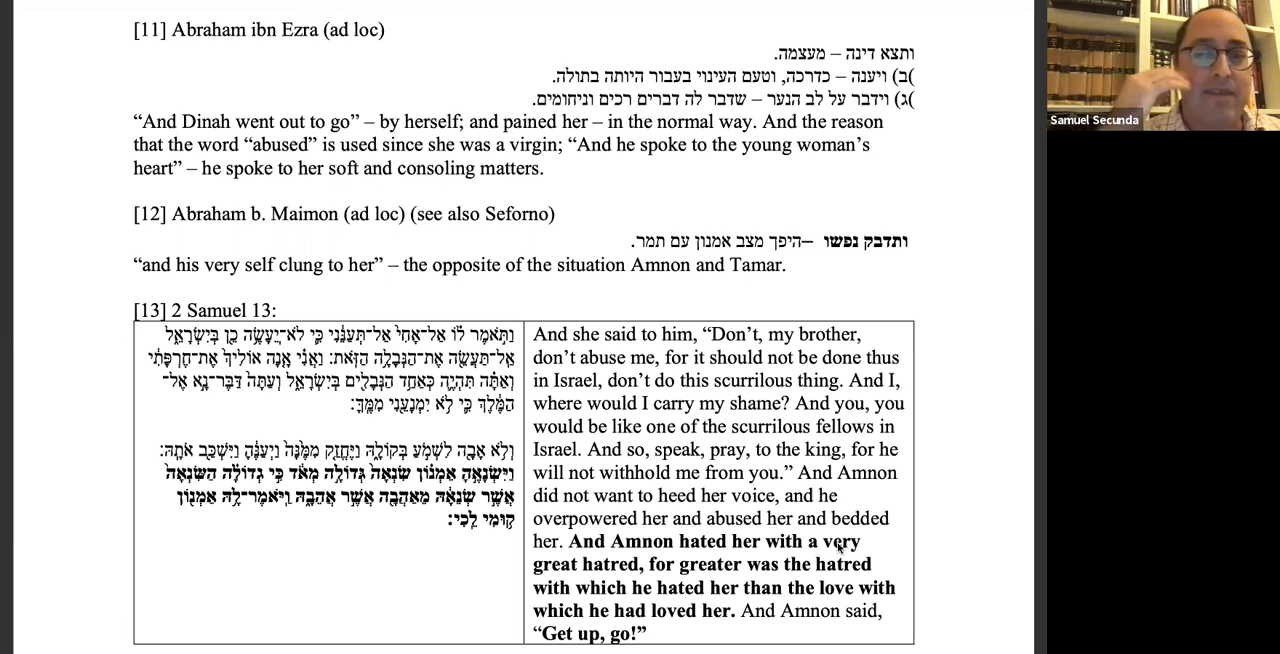 [11] Abraham ibn Ezra (ad loc)
ותצא דינה – מעצמה.
)ב) ויענה – כדרכה, וטעם העינוי בעבור היותה בתולה.
)ג) וידבר על לב הנער – שדבר לה דברים רכים וניחומים.
“And Dinah went out to go” – by herself; and pained her – in the normal way. And the reason
that the word “abused” is used since she was a virgin; “And he spoke to the young woman’s
heart” – he spoke to her soft and consoling matters.
[12] Abraham b. Maimon (ad loc) (see also Seforno)
ותדבק נפשו –היפך מצב אמנון עם תמר.
“and his very self clung to her” – the opposite of the situation Amnon and Tamar.
[13] 2 Samuel 13:
וַתֹּ֣אמֶר ל֗וֹ אַל־אָחִי֙ אַל־תְּעַנֵּ֔נִי כִּ֛י לֹא־יֵעָשֶׂ֥ה כֵ֖ן בְּיִשְׂרָאֵ֑ל
אַֽל־תַּעֲשֵׂ֖ה אֶת־הַנְּבָלָ֥ה הַזֹּֽאת׃ וַאֲנִ֗י אָ֤נָה אוֹלִיךְ֙ אֶת־חֶרְפָּתִ֔י
וְאַתָּ֗ה תִּהְיֶ֛ה כְּאַחַ֥ד הַנְּבָלִ֖ים בְּיִשְׂרָאֵ֑ל וְעַתָּה֙ דַּבֶּר־נָ֣א אֶל־
הַמֶּ֔לֶךְ כִּ֛י לֹ֥א יִמְנָעֵ֖נִי מִמֶּֽךָּ׃
וְלֹ֥א אָבָ֖ה לִשְׁמֹ֣עַ בְּקוֹלָ֑הּ וַיֶּחֱזַ֤ק מִמֶּ֙נָּה֙ וַיְעַנֶּ֔הָ וַיִּשְׁכַּ֖ב אֹתָֽהּ׃
וַיִּשְׂנָאֶ֣הָ אַמְנ֗וֹן שִׂנְאָה֙ גְּדוֹלָ֣ה מְאֹ֔ד כִּ֣י גְדוֹלָ֗ה הַשִּׂנְאָה֙
אֲשֶׁ֣ר שְׂנֵאָ֔הּ מֵאַהֲבָ֖ה אֲשֶׁ֣ר אֲהֵבָ֑הּ וַֽיֹּאמֶר־לָ֥הּ אַמְנ֖וֹן
ק֥וּמִי לֵֽכִי׃
And she said to him, “Don’t, my brother,
don’t abuse me, for it should not be done thus
in Israel, don’t do this scurrilous thing. And I,
where would I carry my shame? And you, you
would be like one of the scurrilous fellows in
Israel. And so, speak, pray, to the king, for he
will not withhold me from you.” And Amnon
did not want to heed her voice, and he
overpowered her and abused her and bedded
her. And Amnon hated her with a very
great hatred, for greater was the hatred
with which he hated her than the love with
which he had loved her. And Amnon said,
“Get up, go!”
Samuel Secunda